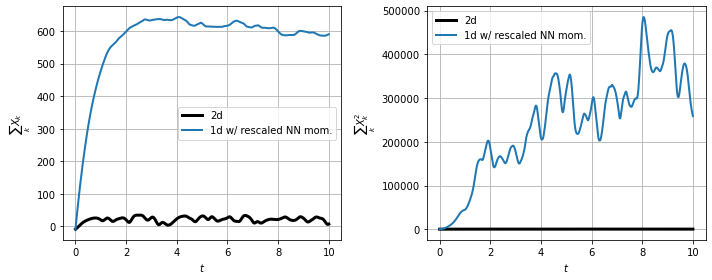 600
500
400
300
200
100
0
∑ X_k
k
2d
1d w/ rescaled NN mom.
0 2 4 6 8 10
t
500000
400000
300000
200000
100000
0
∑ X_k^2
k
2d
1d w/ rescaled NN mom.
0 2 4 6 8 10
t